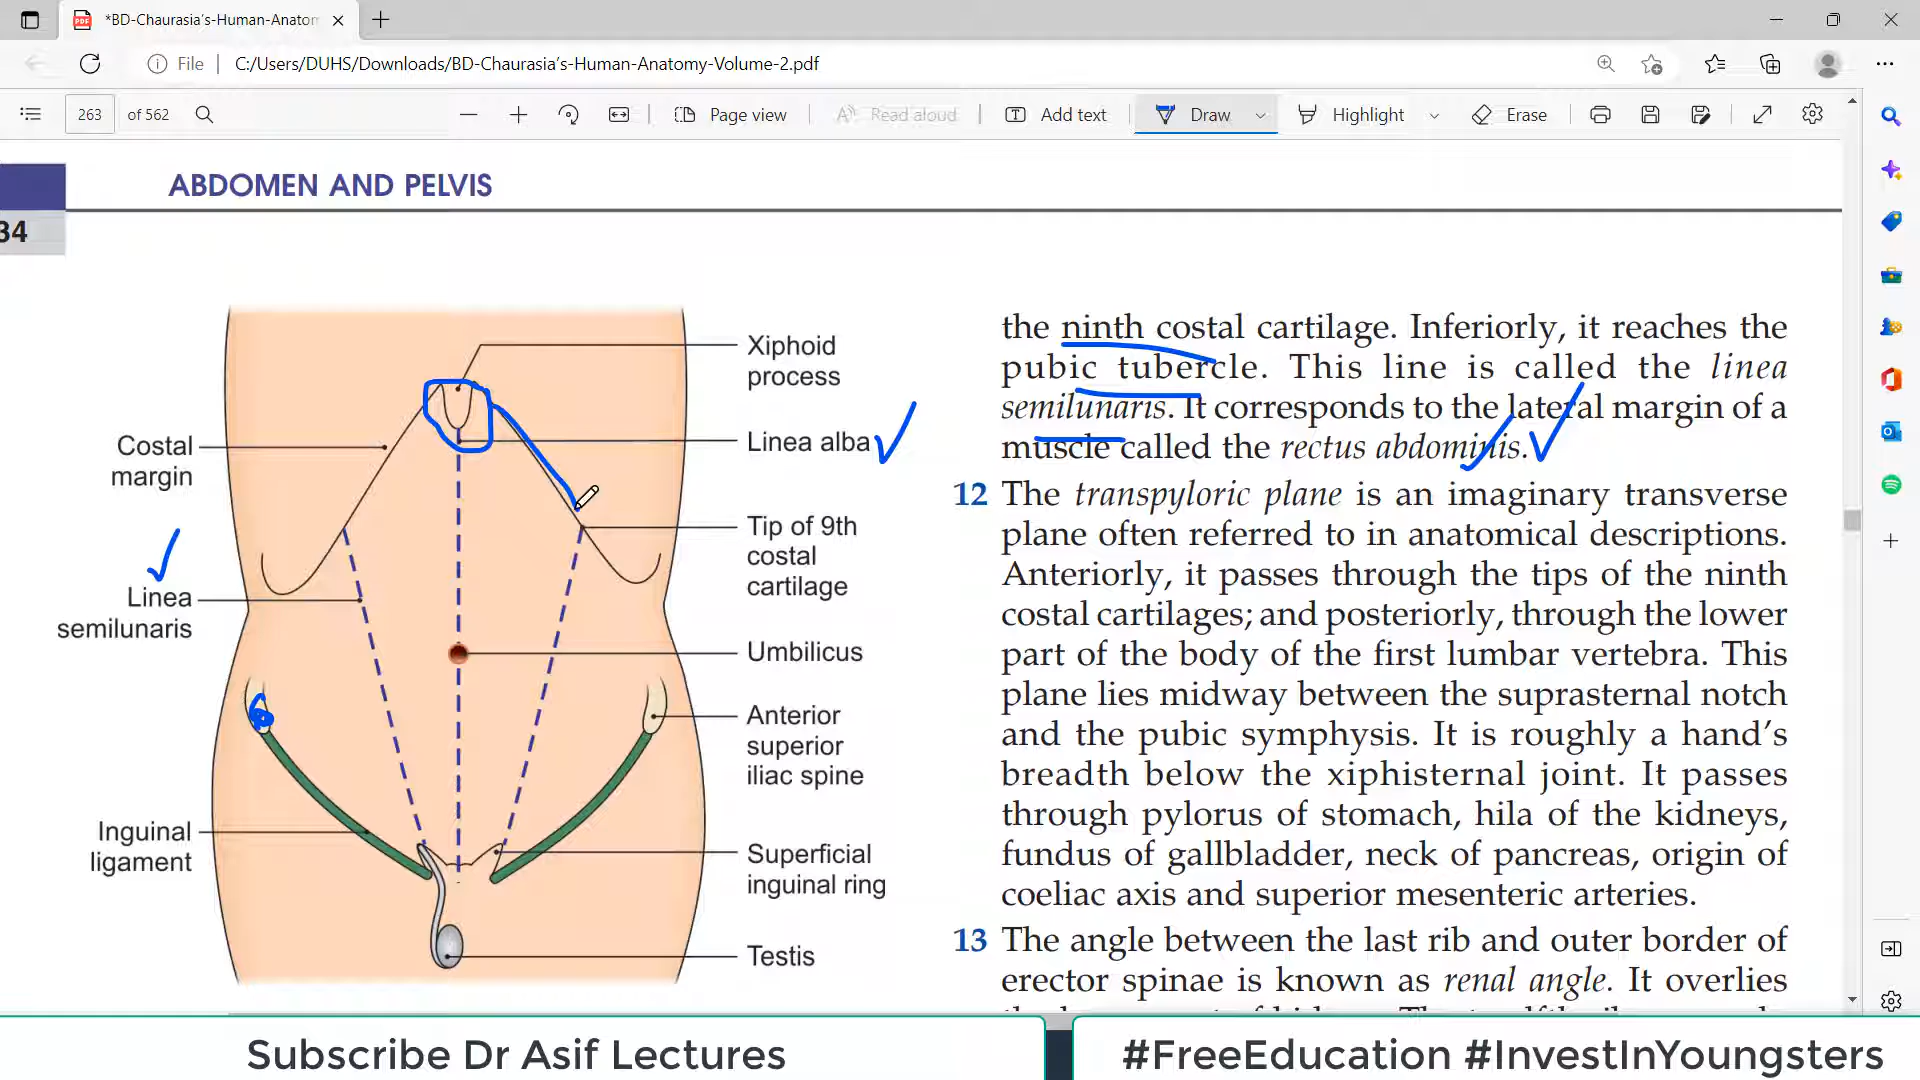 *BD-Chaurasia's-Human-Anatom
File
C:/Users/DUHS/Downloads/BD-Chaurasia's-Human-Anatomy-Volume-2.pdf
263 of 562
Page view
Read aloud
Add text
Draw
Highlight
Erase
34
ABDOMEN AND PELVIS
Xiphoid
process
Linea alba
Costal
margin
Tip of 9th
costal
cartilage
Linea
semilunaris
Umbilicus
Anterior
superior
iliac spine
Inguinal
ligament
Superficial
inguinal ring
Testis
the ninth costal cartilage. Inferiorly, it reaches the
pubic tubercle. This line is called the linea
semilunaris. It corresponds to the lateral margin of a
muscle called the rectus abdominis.
12 The transpyloric plane is an imaginary transverse
plane often referred to in anatomical descriptions.
Anteriorly, it passes through the tips of the ninth
costal cartilages; and posteriorly, through the lower
part of the body of the first lumbar vertebra. This
plane lies midway between the suprasternal notch
and the pubic symphysis. It is roughly a hand's
breadth below the xiphisternal joint. It passes
through pylorus of stomach, hila of the kidneys,
fundus of gallbladder, neck of pancreas, origin of
coeliac axis and superior mesenteric arteries.
13 The angle between the last rib and outer border of
erector spinae is known as renal angle. It overlies
Subscribe Dr Asif Lectures
#FreeEducation #InvestInYoungsters